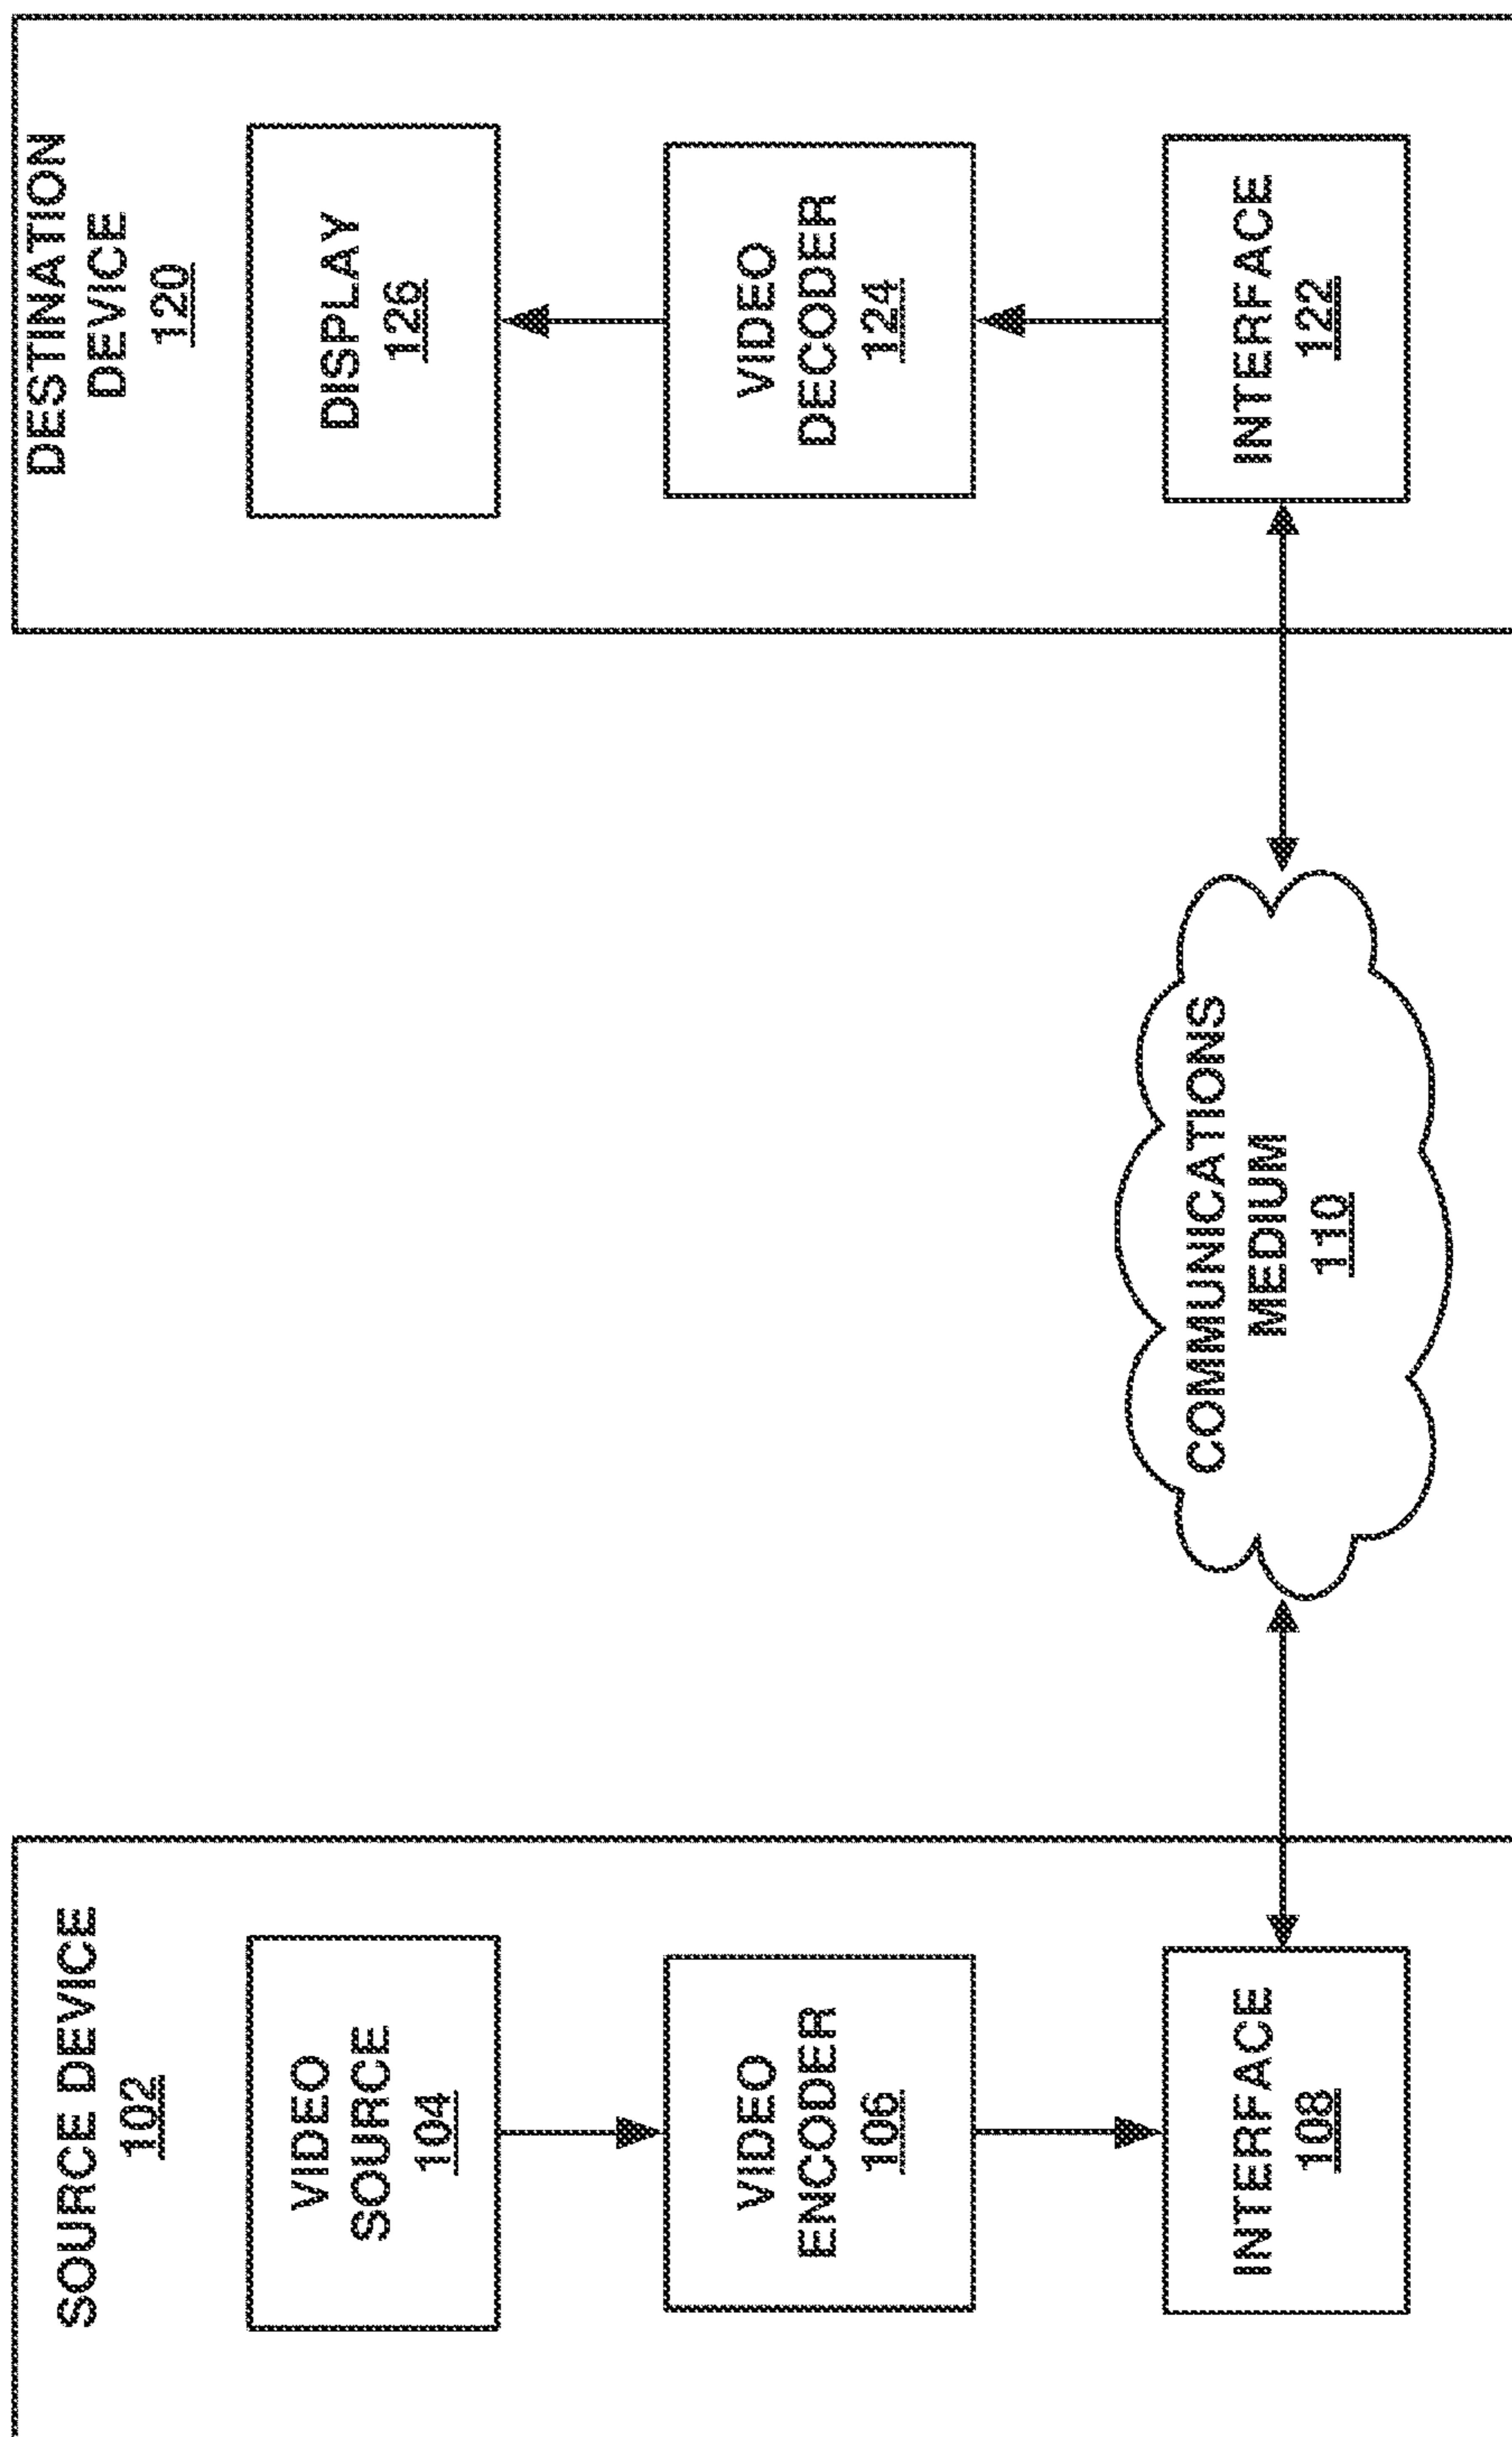 SOURCE DEVICE
102
VIDEO
SOURCE
104
VIDEO
ENCODER
106
INTERFACE
108
COMMUNICATIONS
MEDIUM
110
DESTINATION
DEVICE
120
DISPLAY
126
VIDEO
DECODER
124
INTERFACE
122